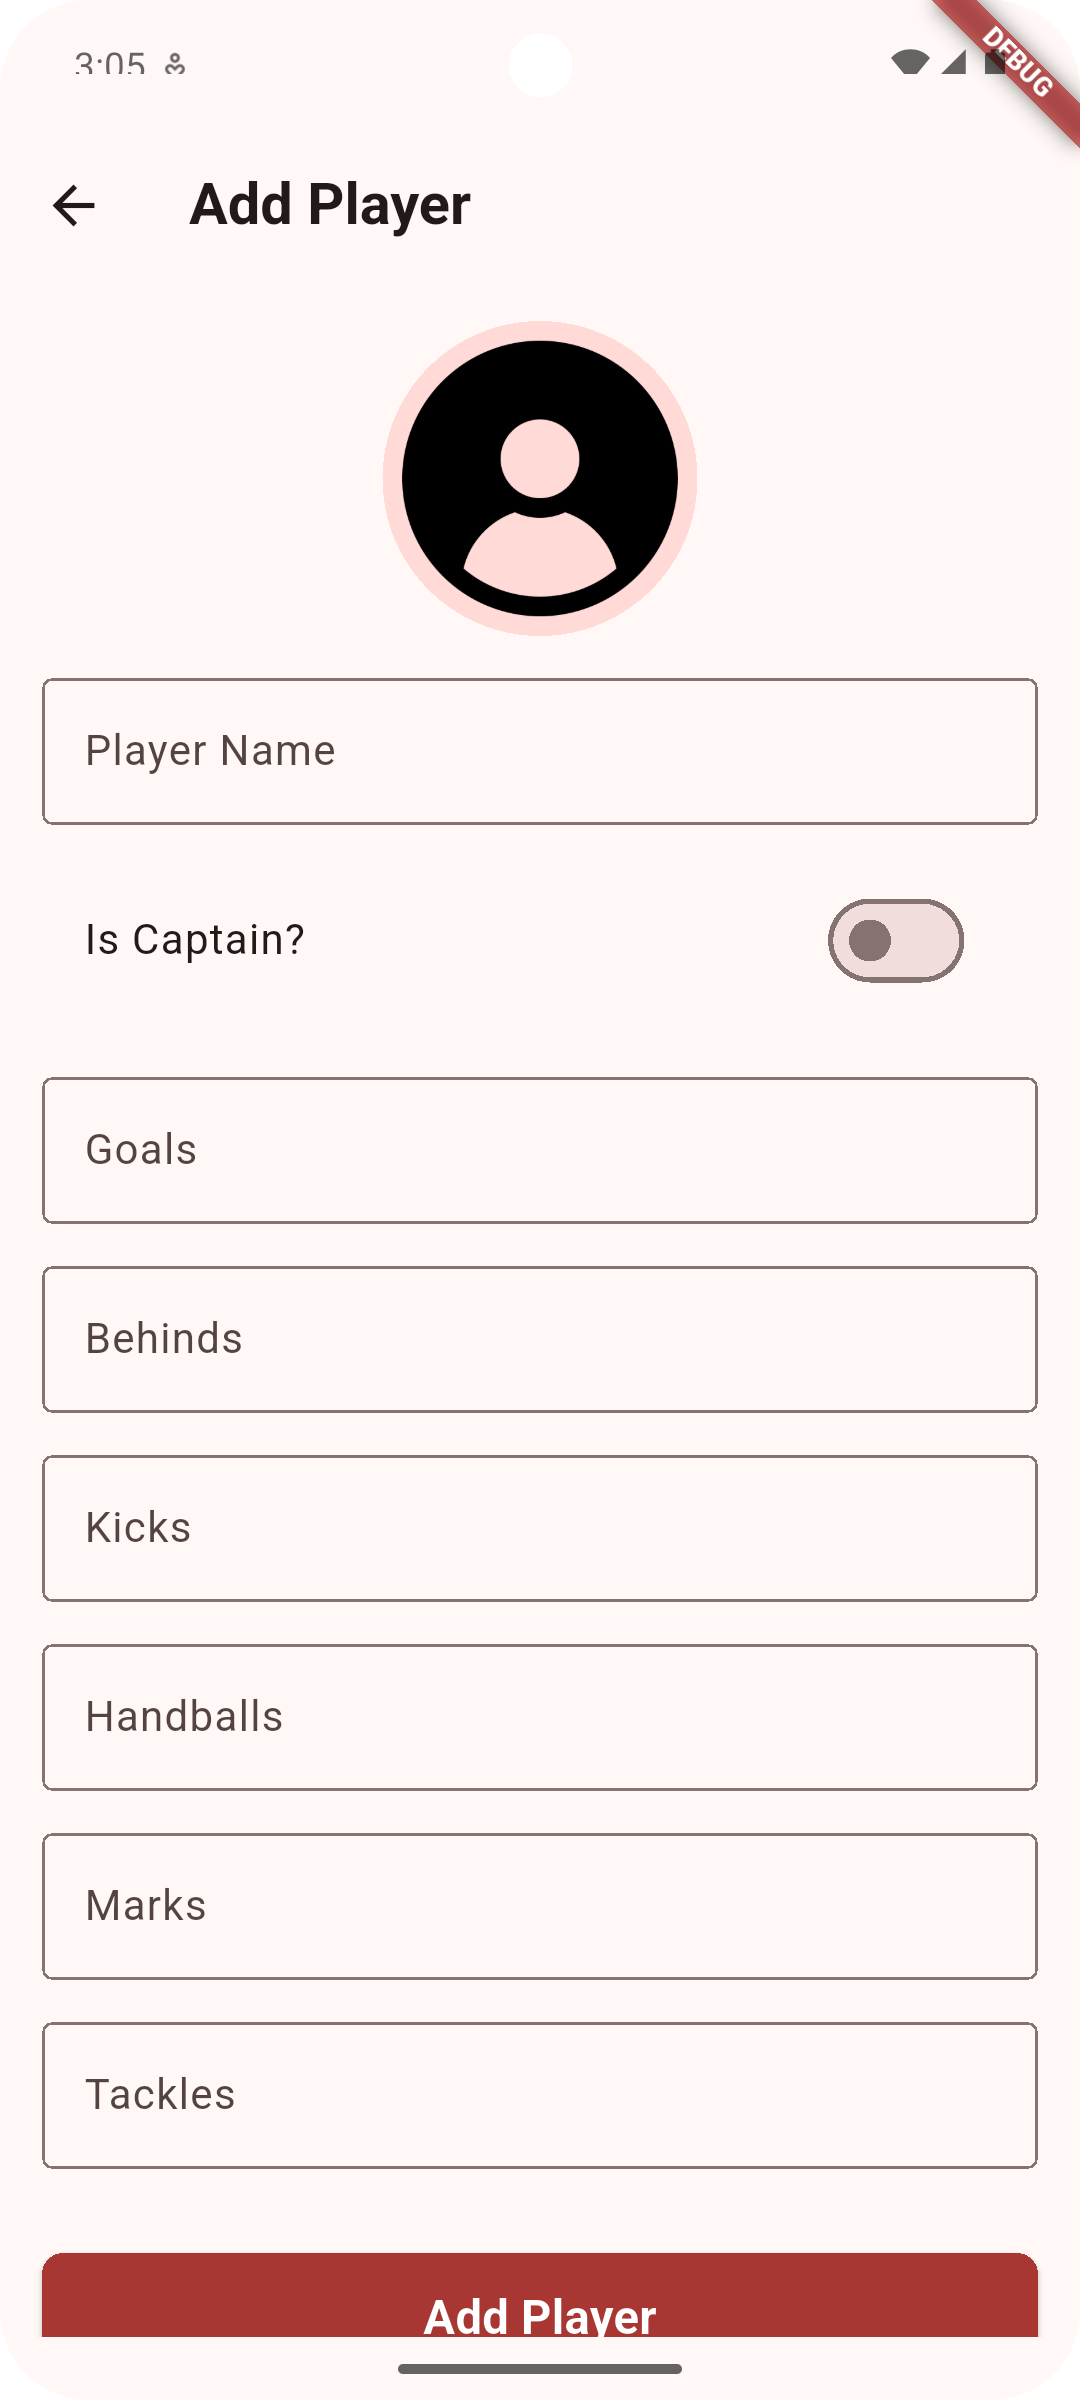 3:05
DEBUG
Add Player
Player Name
Is Captain?
Goals
Behinds
Kicks
Handballs
Marks
Tackles
Add Player